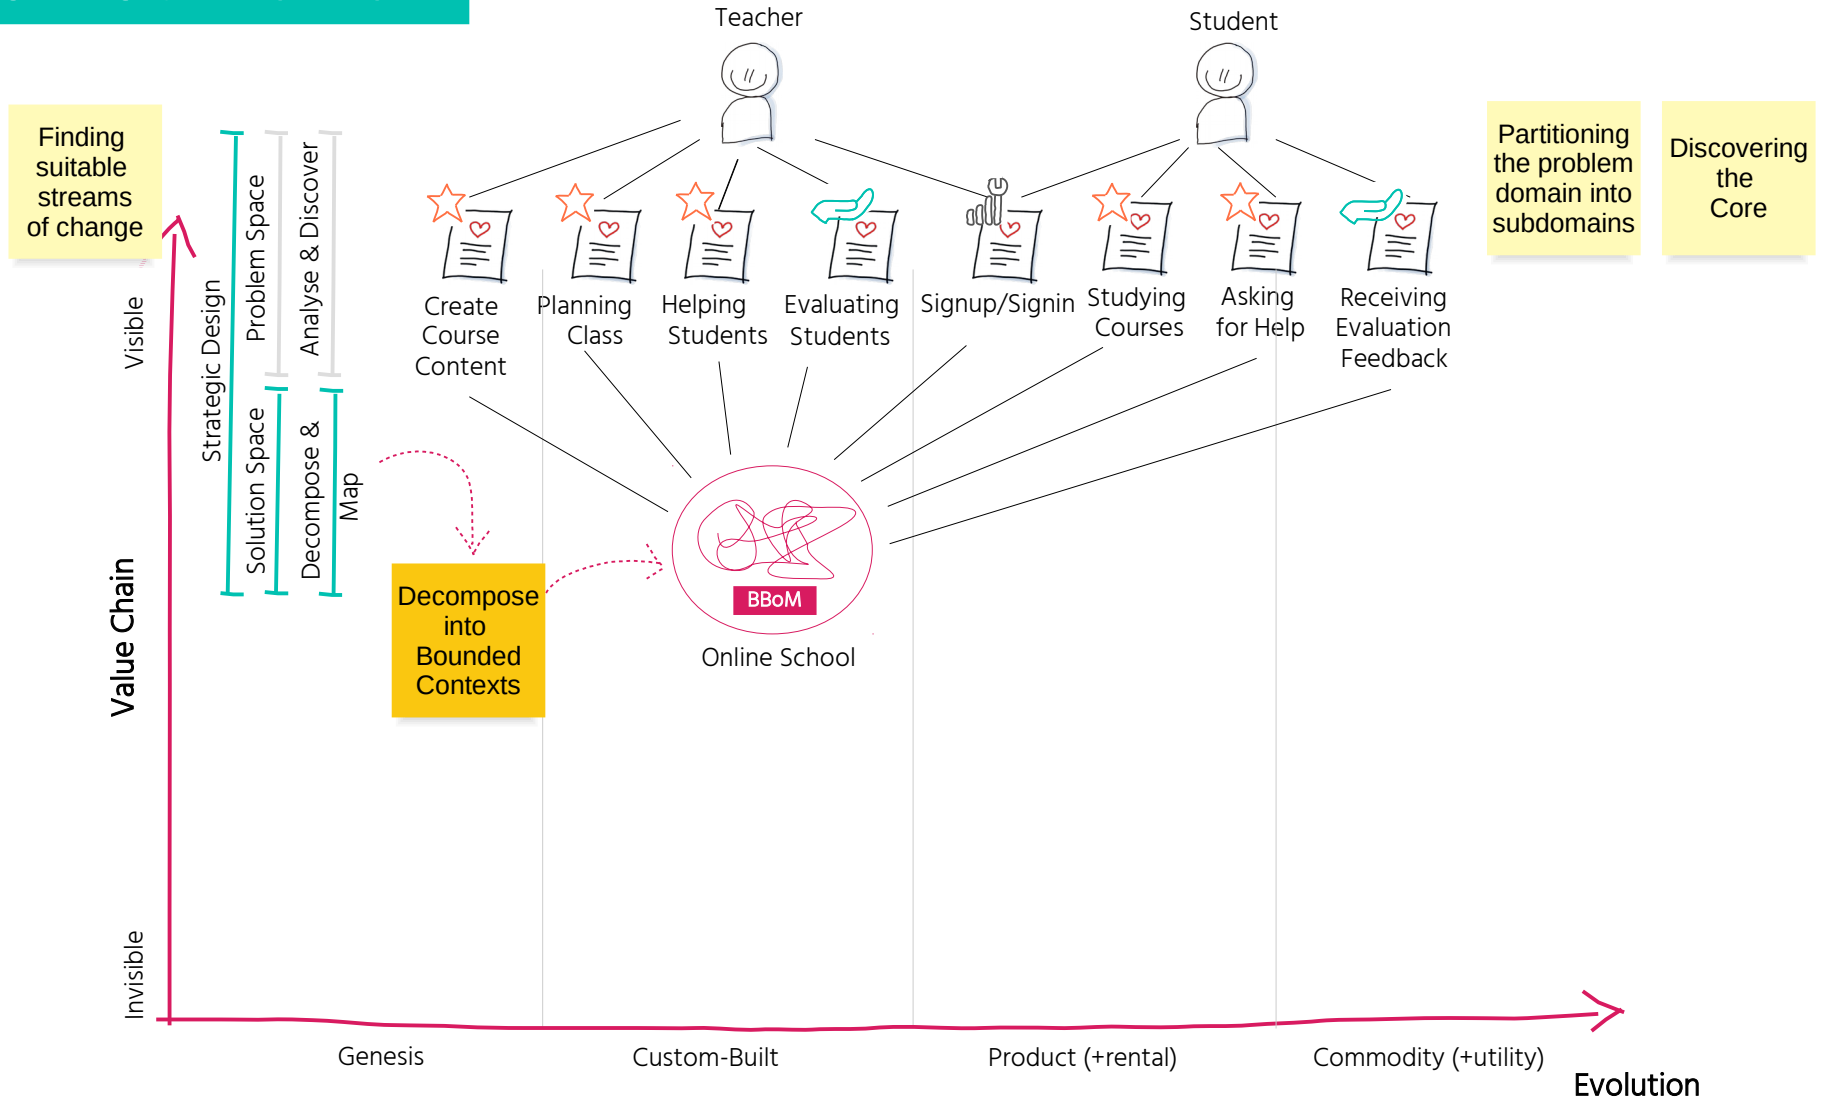 Teacher
Student
Finding
suitable
streams
of change
Partitioning
the problem
domain into
subdomains
Discovering
the
Core
Strategic Design
Problem Space
Analyse & Discover
Solution Space
Decompose &
Map
Create
Course
Content
Planning
Class
Helping
Students
Evaluating
Students
Signup/Signin
Studying
Courses
Asking
for Help
Receiving
Evaluation
Feedback
Decompose
into
Bounded
Contexts
BBoM
Online School
Visible
Value Chain
Invisible
Genesis
Custom-Built
Product (+rental)
Commodity (+utility)
Evolution